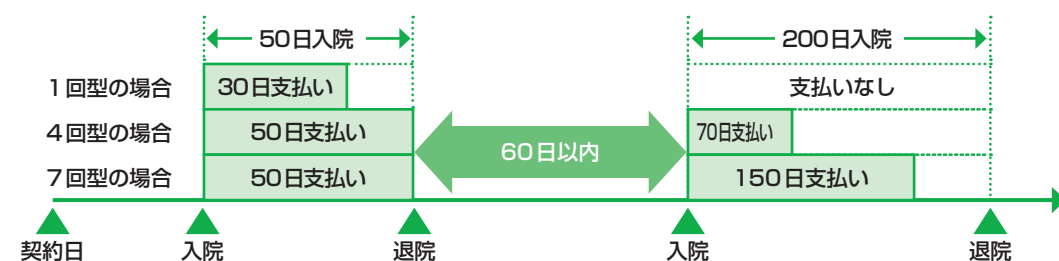 50日入院 200日入院
1回型の場合 30日支払い 支払いなし
4回型の場合 50日支払い 70日支払い
60日以内
7回型の場合 50日支払い 150日支払い
契約日 入院 退院 入院 退院